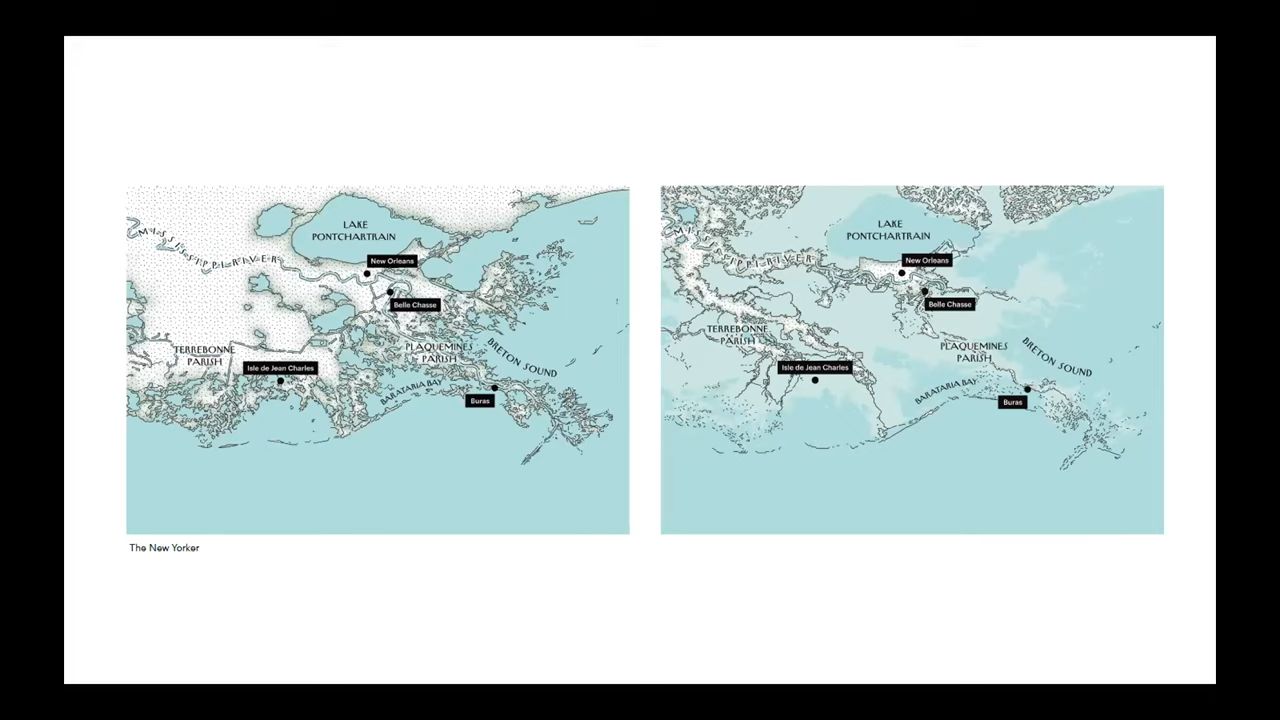 LAKE
PONTCHARTRAIN
MISSISSIPPI RIVER
New Orleans
Belle Chasse
TERREBONNE
PARISH
PLAQUEMINES
PARISH
BRETON SOUND
Isle de Jean Charles
BARATARIA BAY
Buras
LAKE
PONTCHARTRAIN
MISSISSIPPI RIVER
New Orleans
Belle Chasse
TERREBONNE
PARISH
PLAQUEMINES
PARISH
BRETON SOUND
Isle de Jean Charles
BARATARIA BAY
Buras
The New Yorker